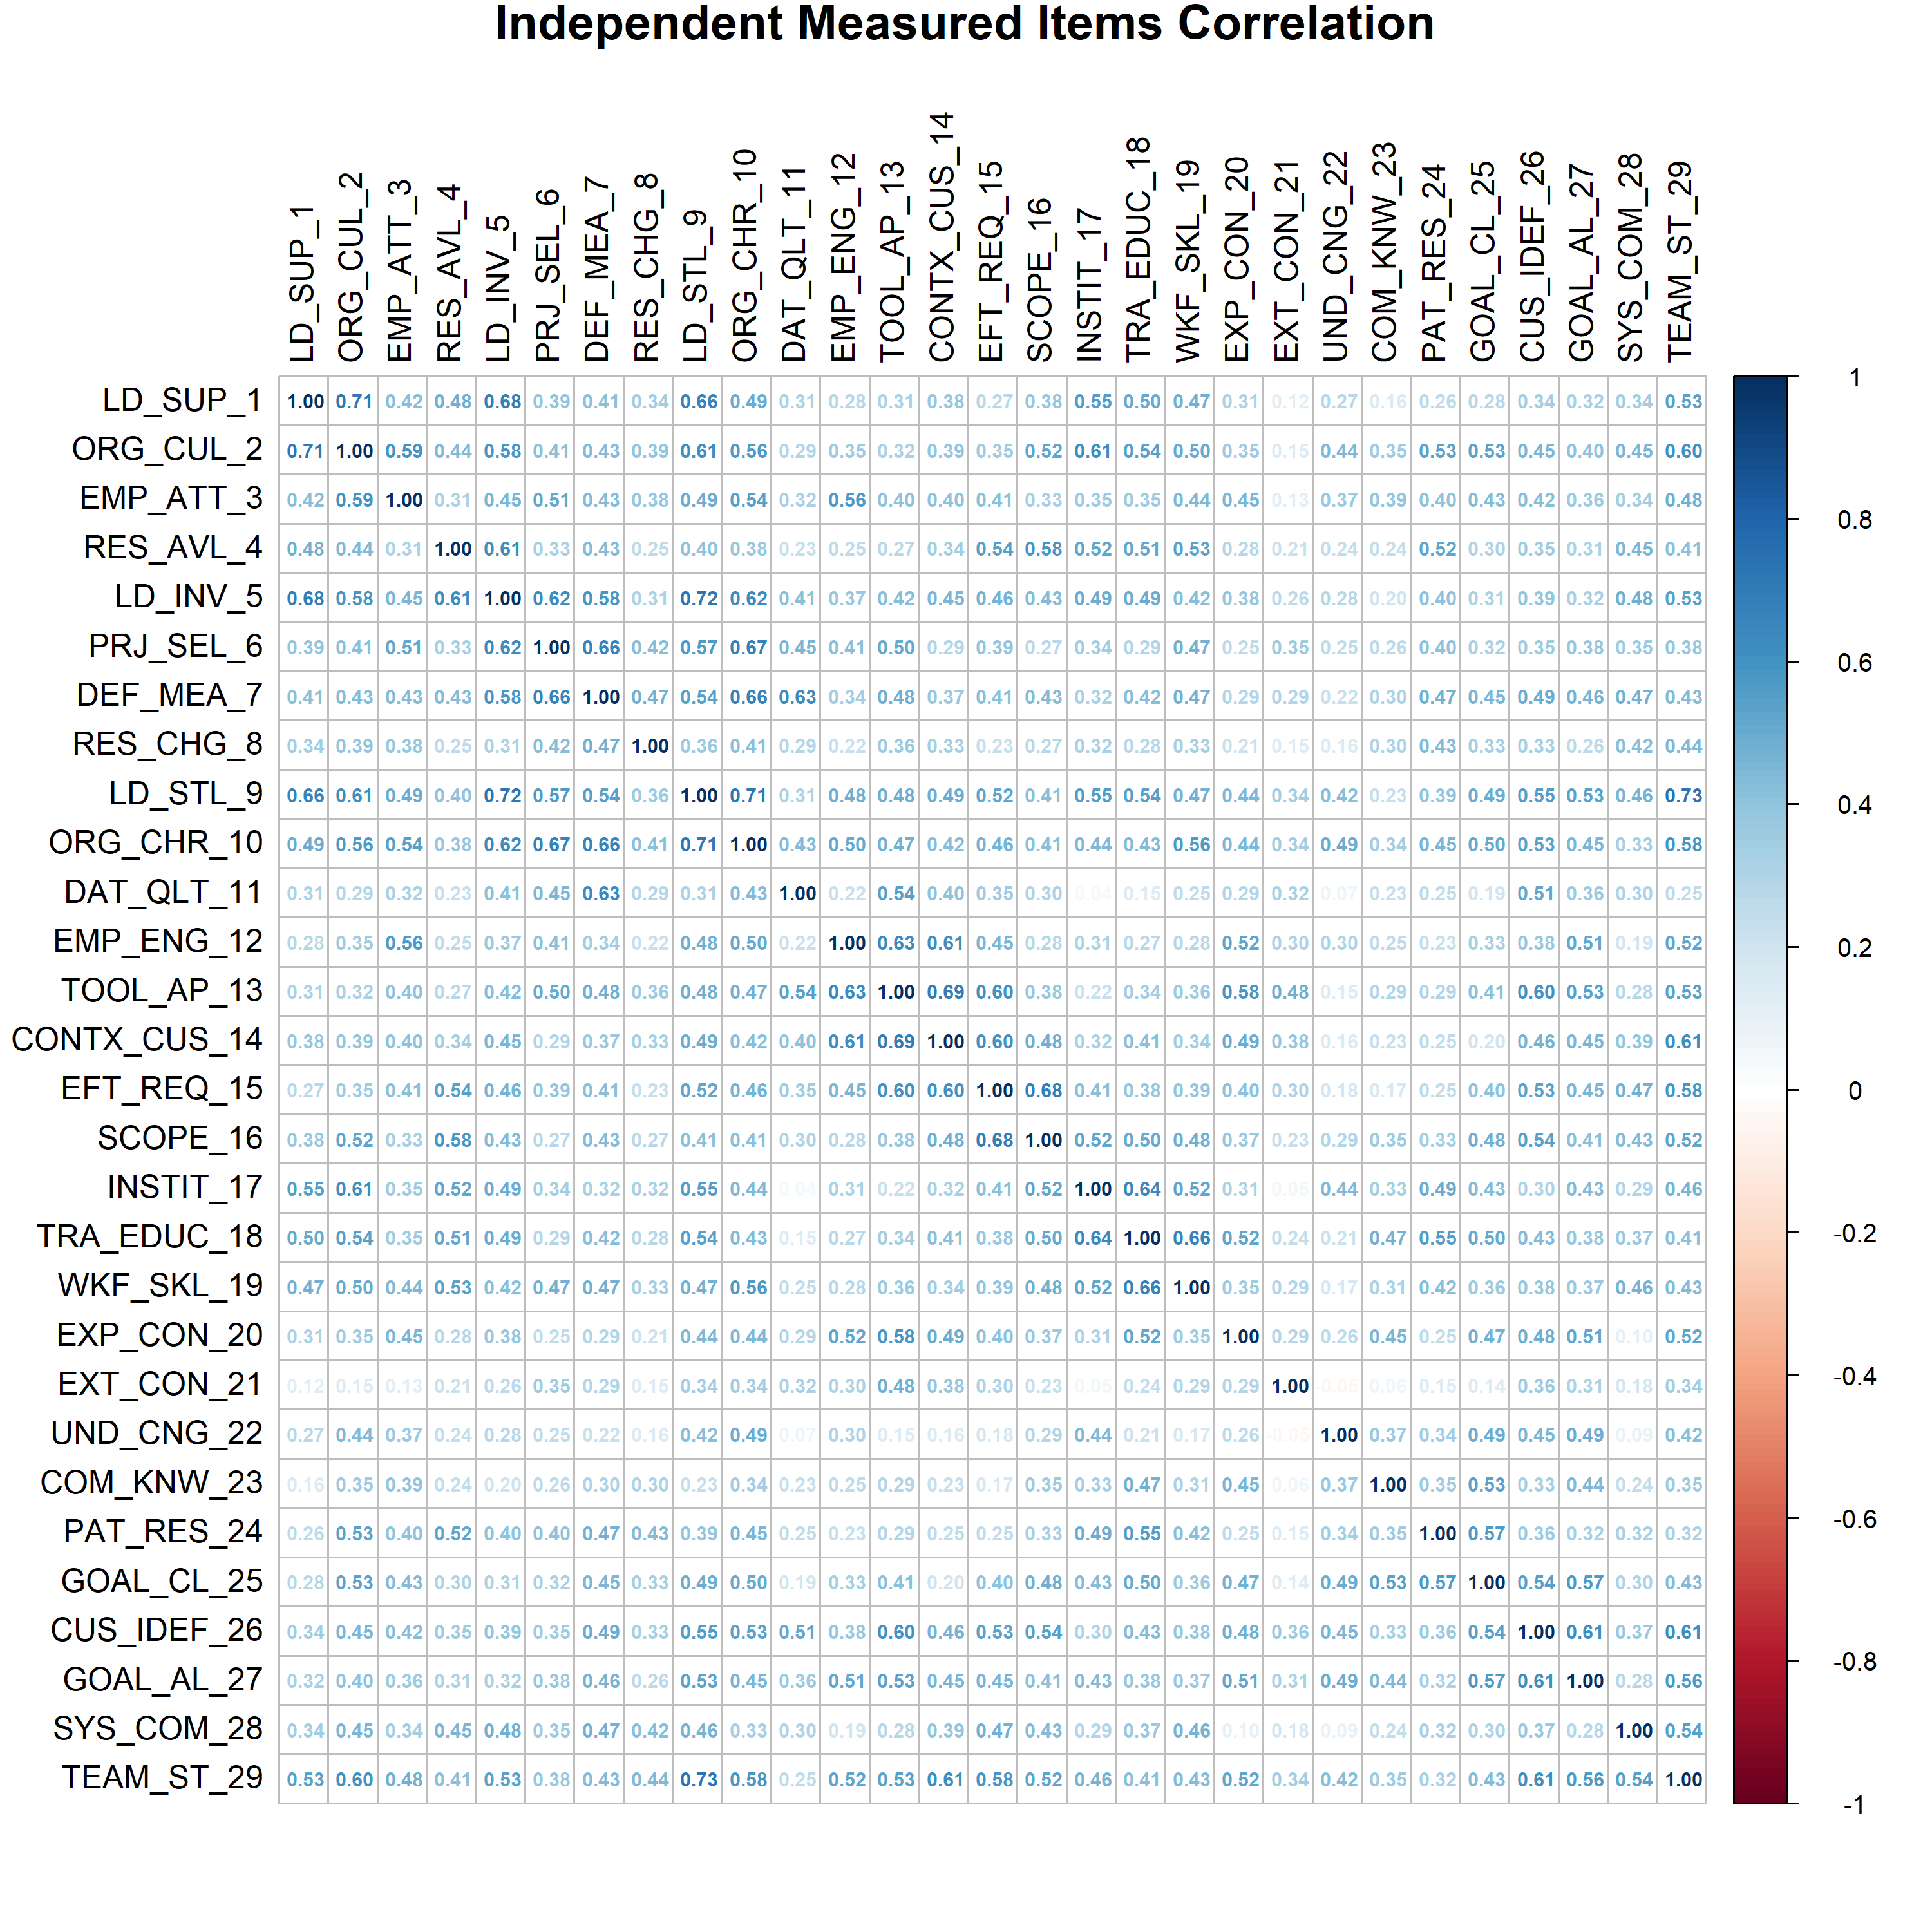 Independent Measured Items Correlation
LD_SUP_1 ORG_CUL_2 EMP_ATT_3 RES_AVL_4 LD_INV_5 PRJ_SEL_6 DEF_MEA_7 RES_CHG_8 LD_STL_9 ORG_CHR_10 DAT_QLT_11 EMP_ENG_12 TOOL_AP_13 CONTX_CUS_14 EFT_REQ_15 SCOPE_16 INSTIT_17 TRA_EDUC_18 WKF_SKL_19 EXP_CON_20 EXT_CON_21 UND_CNG_22 COM_KNW_23 PAT_RES_24 GOAL_CL_25 CUS_IDEF_26 GOAL_AL_27 SYS_COM_28 TEAM_ST_29
LD_SUP_1 1.00 0.71 0.42 0.48 0.68 0.39 0.41 0.34 0.66 0.49 0.31 0.28 0.31 0.38 0.27 0.38 0.55 0.50 0.47 0.31 0.12 0.27 0.16 0.26 0.28 0.34 0.32 0.34 0.53
ORG_CUL_2 0.71 1.00 0.59 0.44 0.58 0.41 0.43 0.39 0.61 0.56 0.29 0.35 0.32 0.39 0.35 0.52 0.61 0.54 0.50 0.35 0.15 0.44 0.35 0.53 0.53 0.45 0.40 0.45 0.60
EMP_ATT_3 0.42 0.59 1.00 0.31 0.45 0.51 0.43 0.38 0.49 0.54 0.32 0.56 0.40 0.40 0.41 0.33 0.35 0.35 0.44 0.45 0.13 0.37 0.39 0.40 0.43 0.42 0.36 0.34 0.48
RES_AVL_4 0.48 0.44 0.31 1.00 0.61 0.33 0.43 0.25 0.40 0.38 0.23 0.25 0.27 0.34 0.54 0.58 0.52 0.51 0.53 0.28 0.21 0.24 0.24 0.52 0.30 0.35 0.31 0.45 0.41
LD_INV_5 0.68 0.58 0.45 0.61 1.00 0.62 0.58 0.31 0.72 0.62 0.41 0.37 0.42 0.45 0.46 0.43 0.49 0.49 0.42 0.38 0.26 0.28 0.20 0.40 0.31 0.39 0.32 0.48 0.53
PRJ_SEL_6 0.39 0.41 0.51 0.33 0.62 1.00 0.66 0.42 0.57 0.67 0.45 0.41 0.50 0.29 0.39 0.27 0.34 0.29 0.47 0.25 0.35 0.25 0.26 0.40 0.32 0.35 0.38 0.35 0.38
DEF_MEA_7 0.41 0.43 0.43 0.43 0.58 0.66 1.00 0.47 0.54 0.66 0.63 0.34 0.48 0.37 0.41 0.43 0.32 0.42 0.47 0.29 0.29 0.22 0.30 0.47 0.45 0.49 0.46 0.47 0.43
RES_CHG_8 0.34 0.39 0.38 0.25 0.31 0.42 0.47 1.00 0.36 0.41 0.29 0.22 0.36 0.33 0.23 0.27 0.32 0.28 0.33 0.21 0.15 0.16 0.30 0.43 0.33 0.33 0.26 0.42 0.44
LD_STL_9 0.66 0.61 0.49 0.40 0.72 0.57 0.54 0.36 1.00 0.71 0.31 0.48 0.48 0.49 0.52 0.41 0.55 0.54 0.47 0.44 0.34 0.42 0.23 0.39 0.49 0.55 0.53 0.46 0.73
ORG_CHR_10 0.49 0.56 0.54 0.38 0.62 0.67 0.66 0.41 0.71 1.00 0.43 0.50 0.47 0.42 0.46 0.41 0.44 0.43 0.56 0.44 0.34 0.49 0.34 0.45 0.50 0.53 0.45 0.33 0.58
DAT_QLT_11 0.31 0.29 0.32 0.23 0.41 0.45 0.63 0.29 0.31 0.43 1.00 0.22 0.54 0.40 0.35 0.30 0.04 0.15 0.25 0.29 0.32 0.07 0.23 0.25 0.19 0.51 0.36 0.30 0.25
EMP_ENG_12 0.28 0.35 0.56 0.25 0.37 0.41 0.34 0.22 0.48 0.50 0.22 1.00 0.63 0.61 0.45 0.28 0.31 0.27 0.28 0.52 0.30 0.30 0.25 0.23 0.33 0.38 0.51 0.19 0.52
TOOL_AP_13 0.31 0.32 0.40 0.27 0.42 0.50 0.48 0.36 0.48 0.47 0.54 0.63 1.00 0.69 0.60 0.38 0.22 0.34 0.36 0.58 0.48 0.15 0.29 0.29 0.41 0.60 0.53 0.28 0.53
CONTX_CUS_14 0.38 0.39 0.40 0.34 0.45 0.29 0.37 0.33 0.49 0.42 0.40 0.61 0.69 1.00 0.60 0.48 0.32 0.41 0.34 0.49 0.38 0.16 0.23 0.25 0.20 0.46 0.45 0.39 0.61
EFT_REQ_15 0.27 0.35 0.41 0.54 0.46 0.39 0.41 0.23 0.52 0.46 0.35 0.45 0.60 0.60 1.00 0.68 0.41 0.38 0.39 0.40 0.30 0.18 0.17 0.25 0.40 0.53 0.45 0.47 0.58
SCOPE_16 0.38 0.52 0.33 0.58 0.43 0.27 0.43 0.27 0.41 0.41 0.30 0.28 0.38 0.48 0.68 1.00 0.52 0.50 0.48 0.37 0.23 0.29 0.35 0.33 0.48 0.54 0.41 0.43 0.52
INSTIT_17 0.55 0.61 0.35 0.52 0.49 0.34 0.32 0.32 0.55 0.44 0.04 0.31 0.22 0.32 0.41 0.52 1.00 0.64 0.52 0.31 0.05 0.44 0.33 0.49 0.43 0.30 0.43 0.29 0.46
TRA_EDUC_18 0.50 0.54 0.35 0.51 0.49 0.29 0.42 0.28 0.54 0.43 0.15 0.27 0.34 0.41 0.38 0.50 0.64 1.00 0.66 0.52 0.24 0.21 0.47 0.55 0.50 0.43 0.38 0.37 0.41
WKF_SKL_19 0.47 0.50 0.44 0.53 0.42 0.47 0.47 0.33 0.47 0.56 0.25 0.28 0.36 0.34 0.39 0.48 0.52 0.66 1.00 0.35 0.29 0.17 0.31 0.42 0.36 0.38 0.37 0.46 0.43
EXP_CON_20 0.31 0.35 0.45 0.28 0.38 0.25 0.29 0.21 0.44 0.44 0.29 0.52 0.58 0.49 0.40 0.37 0.31 0.52 0.35 1.00 0.29 0.26 0.45 0.25 0.47 0.48 0.51 0.10 0.52
EXT_CON_21 0.12 0.15 0.13 0.21 0.26 0.35 0.29 0.15 0.34 0.34 0.32 0.30 0.48 0.38 0.30 0.23 0.05 0.24 0.29 0.29 1.00 -0.05 0.06 0.15 0.14 0.36 0.31 0.18 0.34
UND_CNG_22 0.27 0.44 0.37 0.24 0.28 0.25 0.22 0.16 0.42 0.49 0.07 0.30 0.15 0.16 0.18 0.29 0.44 0.21 0.17 0.26 -0.05 1.00 0.37 0.34 0.49 0.45 0.49 0.09 0.42
COM_KNW_23 0.16 0.35 0.39 0.24 0.20 0.26 0.30 0.30 0.23 0.34 0.23 0.25 0.29 0.23 0.17 0.35 0.33 0.47 0.31 0.45 0.06 0.37 1.00 0.35 0.53 0.33 0.44 0.24 0.35
PAT_RES_24 0.26 0.53 0.40 0.52 0.40 0.40 0.47 0.43 0.39 0.45 0.25 0.23 0.29 0.25 0.25 0.33 0.49 0.55 0.42 0.25 0.15 0.34 0.35 1.00 0.57 0.36 0.32 0.32 0.32
GOAL_CL_25 0.28 0.53 0.43 0.30 0.31 0.32 0.45 0.33 0.49 0.50 0.19 0.33 0.41 0.20 0.40 0.48 0.43 0.50 0.36 0.47 0.14 0.49 0.53 0.57 1.00 0.54 0.57 0.30 0.43
CUS_IDEF_26 0.34 0.45 0.42 0.35 0.39 0.35 0.49 0.33 0.55 0.53 0.51 0.38 0.60 0.46 0.53 0.54 0.30 0.43 0.38 0.48 0.36 0.45 0.33 0.36 0.54 1.00 0.61 0.37 0.61
GOAL_AL_27 0.32 0.40 0.36 0.31 0.32 0.38 0.46 0.26 0.53 0.45 0.36 0.51 0.53 0.45 0.45 0.41 0.43 0.38 0.37 0.51 0.31 0.49 0.44 0.32 0.57 0.61 1.00 0.28 0.56
SYS_COM_28 0.34 0.45 0.34 0.45 0.48 0.35 0.47 0.42 0.46 0.33 0.30 0.19 0.28 0.39 0.47 0.43 0.29 0.37 0.46 0.10 0.18 0.09 0.24 0.32 0.30 0.37 0.28 1.00 0.54
TEAM_ST_29 0.53 0.60 0.48 0.41 0.53 0.38 0.43 0.44 0.73 0.58 0.25 0.52 0.53 0.61 0.58 0.52 0.46 0.41 0.43 0.52 0.34 0.42 0.35 0.32 0.43 0.61 0.56 0.54 1.00
1
0.8
0.6
0.4
0.2
0
-0.2
-0.4
-0.6
-0.8
-1